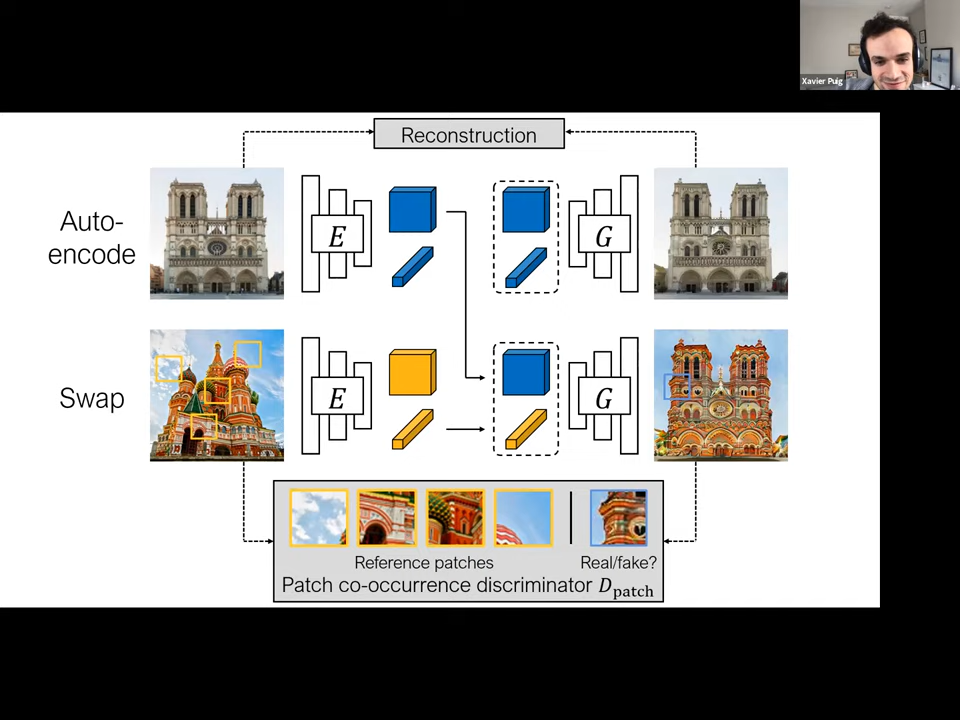 Xavier Puig
Reconstruction
Auto-
encode
E
G
Swap
E
G
Reference patches
Real/fake?
Patch co-occurrence discriminator Dpatch